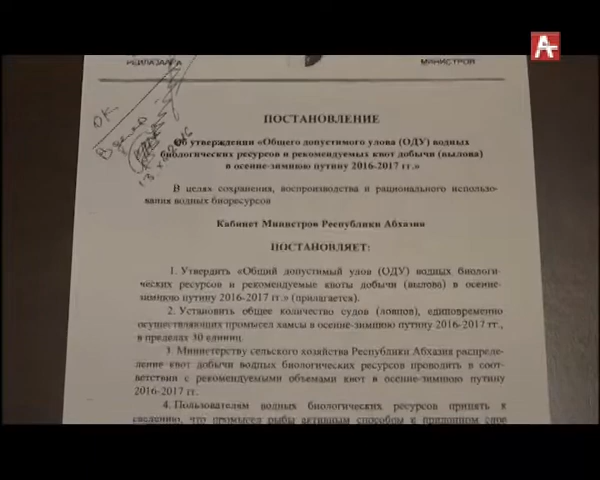 МИНИСТРОВ
ОК
ПОСТАНОВЛЕНИЕ
Об утверждении «Общего допустимого улова (ОДУ) водных
биологических ресурсов и рекомендуемых квот добычи (вылова)
в осенне-зимнюю путину 2016-2017 гг.»
В целях сохранения, воспроизводства и рационального использо-
вания водных биоресурсов
Кабинет Министров Республики Абхазия
ПОСТАНОВЛЯЕТ:
1. Утвердить «Общий допустимый улов (ОДУ) водных биологи-
ческих ресурсов и рекомендуемые квоты добычи (вылова) в осенне-
зимнюю путину 2016-2017 гг.» (прилагается).
2. Установить общее количество судов (ловцов), единовременно
осуществляющих промысел хамсы в осенне-зимнюю путину 2016-2017 гг.,
в пределах 30 единиц.
3. Министерству сельского хозяйства Республики Абхазия распреде-
ление квот добычи водных биологических ресурсов проводить в соот-
ветствии с рекомендуемыми объемами квот в осенне-зимнюю путину
2016-2017 гг.
4. Пользователям водных биологических ресурсов принять к
сведению, что промысел рыбы активным способом в придонном слое